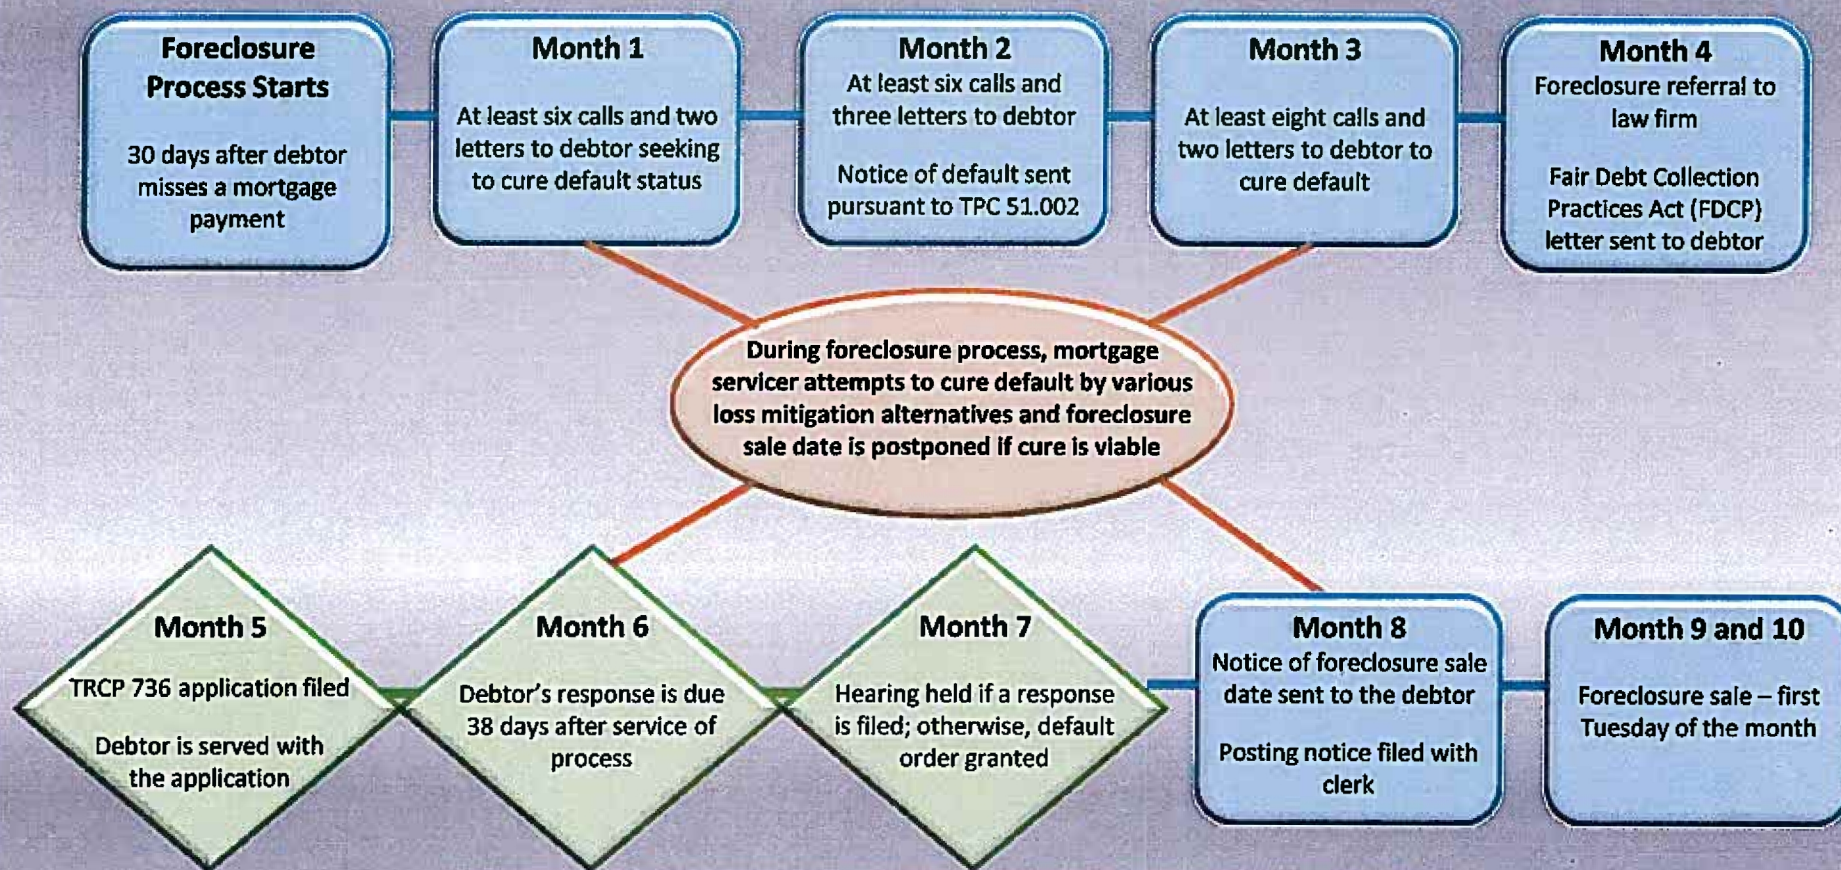 Foreclosure
Process Starts
30 days after debtor
misses a mortgage
payment
Month 1
At least six calls and two
letters to debtor seeking
to cure default status
Month 2
At least six calls and
three letters to debtor
Notice of default sent
pursuant to TPC 51.002
Month 3
At least eight calls and
two letters to debtor to
cure default
Month 4
Foreclosure referral to
law firm
Fair Debt Collection
Practices Act (FDCP)
letter sent to debtor
During foreclosure process, mortgage
servicer attempts to cure default by various
loss mitigation alternatives and foreclosure
sale date is postponed if cure is viable
Month 5
TRCP 736 application filed
Debtor is served with
the application
Month 6
Debtor's response is due
38 days after service of
process
Month 7
Hearing held if a response
is filed; otherwise, default
order granted
Month 8
Notice of foreclosure sale
date sent to the debtor
Posting notice filed with
clerk
Month 9 and 10
Foreclosure sale – first
Tuesday of the month